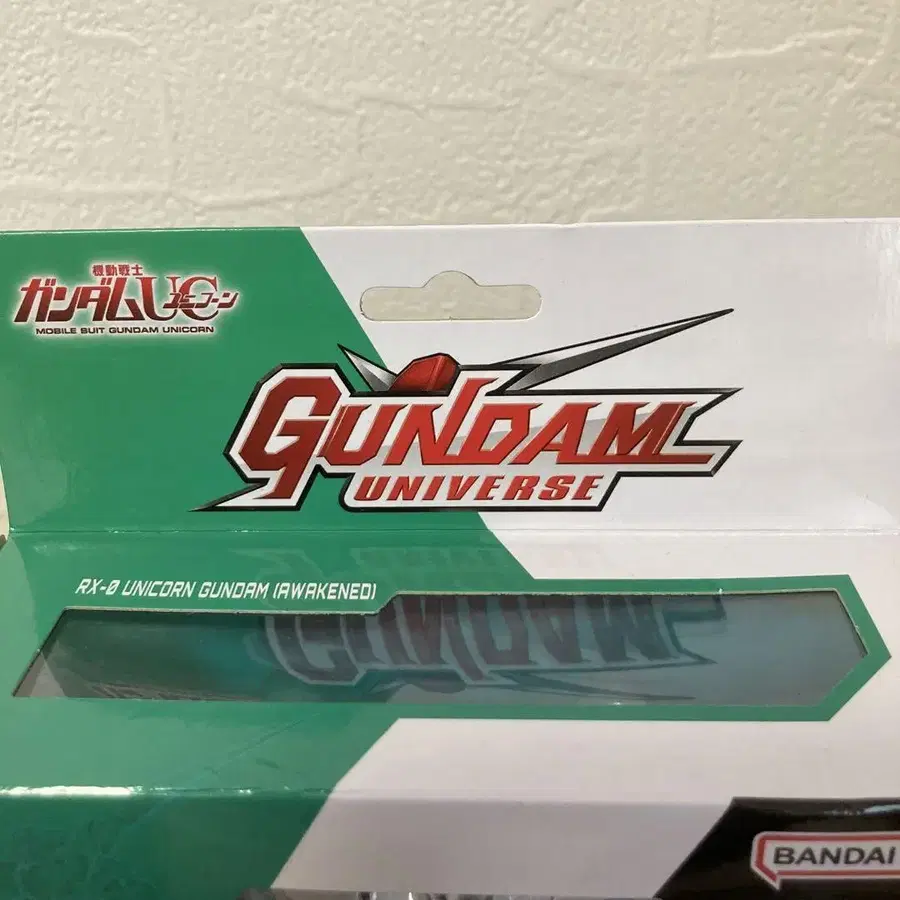 機動戦士
ガンダムUC
ユニコーン
MOBILE SUIT GUNDAM UNICORN
GUNDAM
UNIVERSE
RX-0 UNICORN GUNDAM (AWAKENED)
GUNDAM
BANDAI